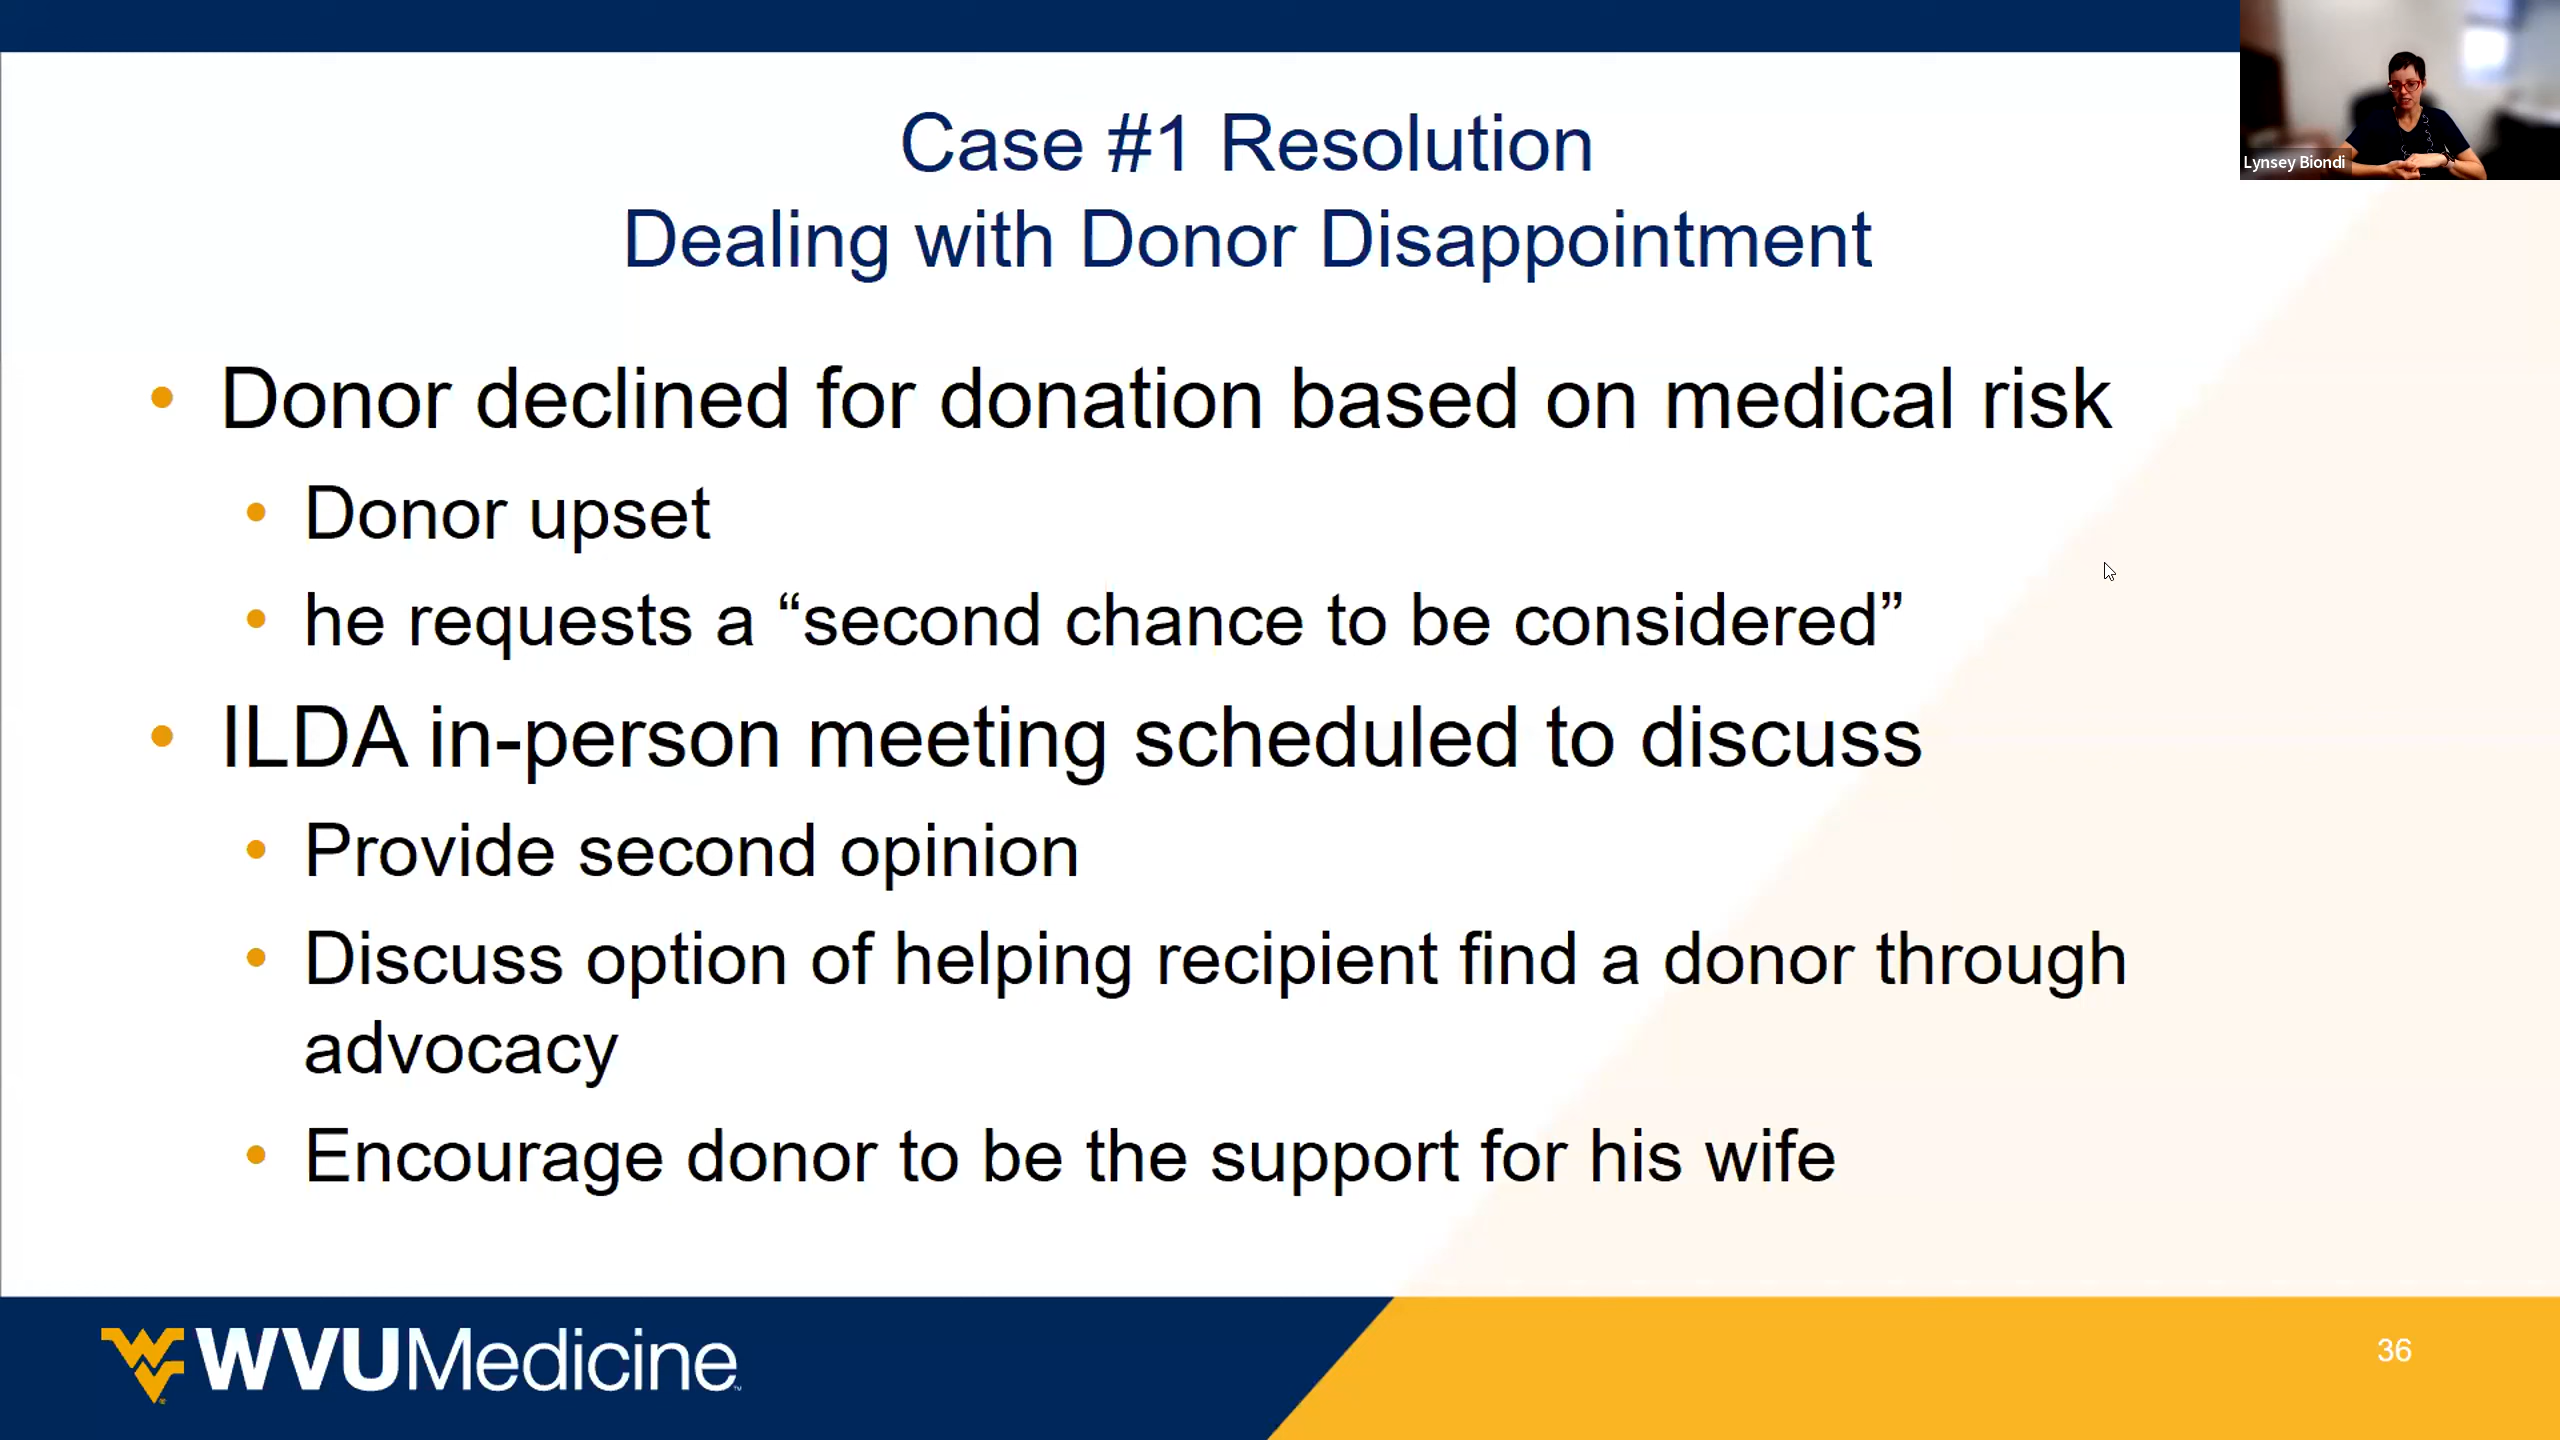 Lynsey Biondi
Case #1 Resolution
Dealing with Donor Disappointment
• Donor declined for donation based on medical risk
• Donor upset
• he requests a “second chance to be considered”
• ILDA in-person meeting scheduled to discuss
• Provide second opinion
• Discuss option of helping recipient find a donor through
advocacy
• Encourage donor to be the support for his wife
WVUMedicine™
36